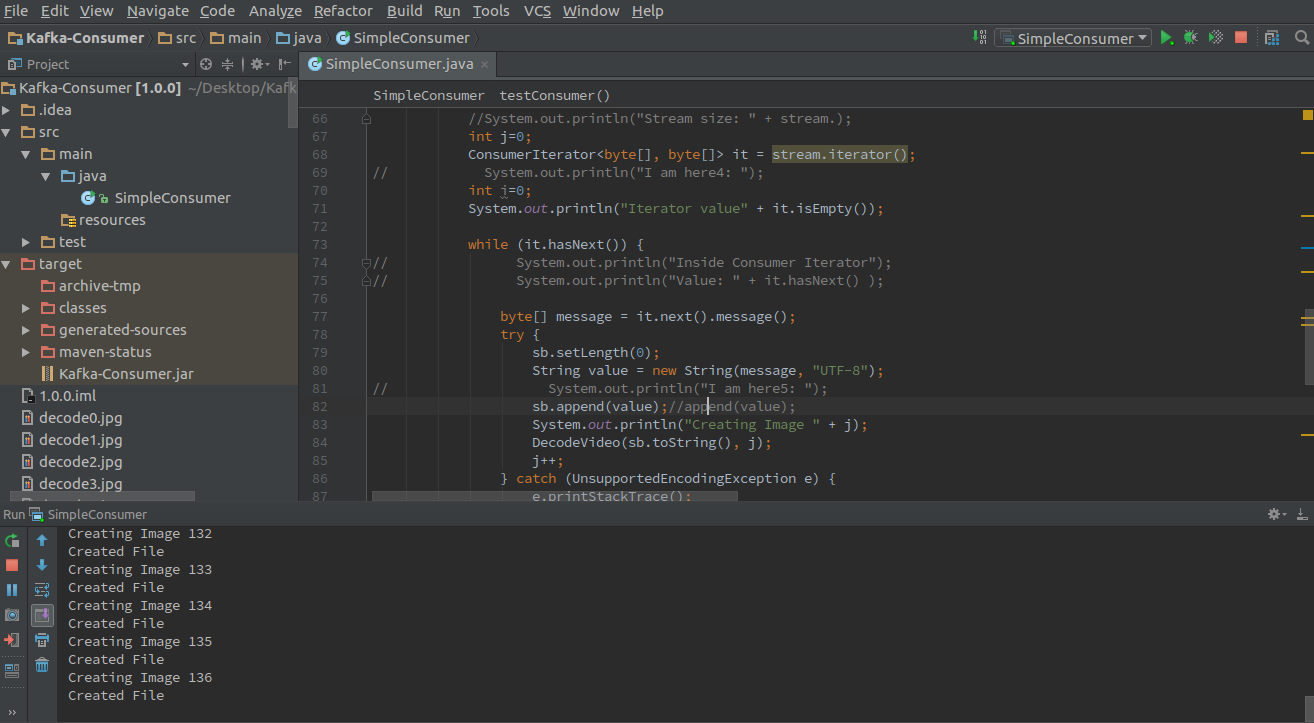 File Edit View Navigate Code Analyze Refactor Build Run Tools VCS Window Help
Kafka-Consumer src main java SimpleConsumer SimpleConsumer
Project SimpleConsumer.java
Kafka-Consumer [1.0.0] ~/Desktop/Kafk
.idea
src
main
java
SimpleConsumer
resources
test
target
archive-tmp
classes
generated-sources
maven-status
Kafka-Consumer.jar
1.0.0.iml
decode0.jpg
decode1.jpg
decode2.jpg
decode3.jpg
SimpleConsumer testConsumer()
66 //System.out.println("Stream size: " + stream.);
67 int j=0;
68 ConsumerIterator<byte[], byte[]> it = stream.iterator();
69 // System.out.println("I am here4: ");
70 int j=0;
71 System.out.println("Iterator value" + it.isEmpty());
72
73 while (it.hasNext()) {
74 // System.out.println("Inside Consumer Iterator");
75 // System.out.println("Value: " + it.hasNext() );
76
77 byte[] message = it.next().message();
78 try {
79 sb.setLength(0);
80 String value = new String(message, "UTF-8");
81 // System.out.println("I am here5: ");
82 sb.append(value);//append(value);
83 System.out.println("Creating Image " + j);
84 DecodeVideo(sb.toString(), j);
85 j++;
86 } catch (UnsupportedEncodingException e) {
87 e.printStackTrace();
Run SimpleConsumer
Creating Image 132
Created File
Creating Image 133
Created File
Creating Image 134
Created File
Creating Image 135
Created File
Creating Image 136
Created File